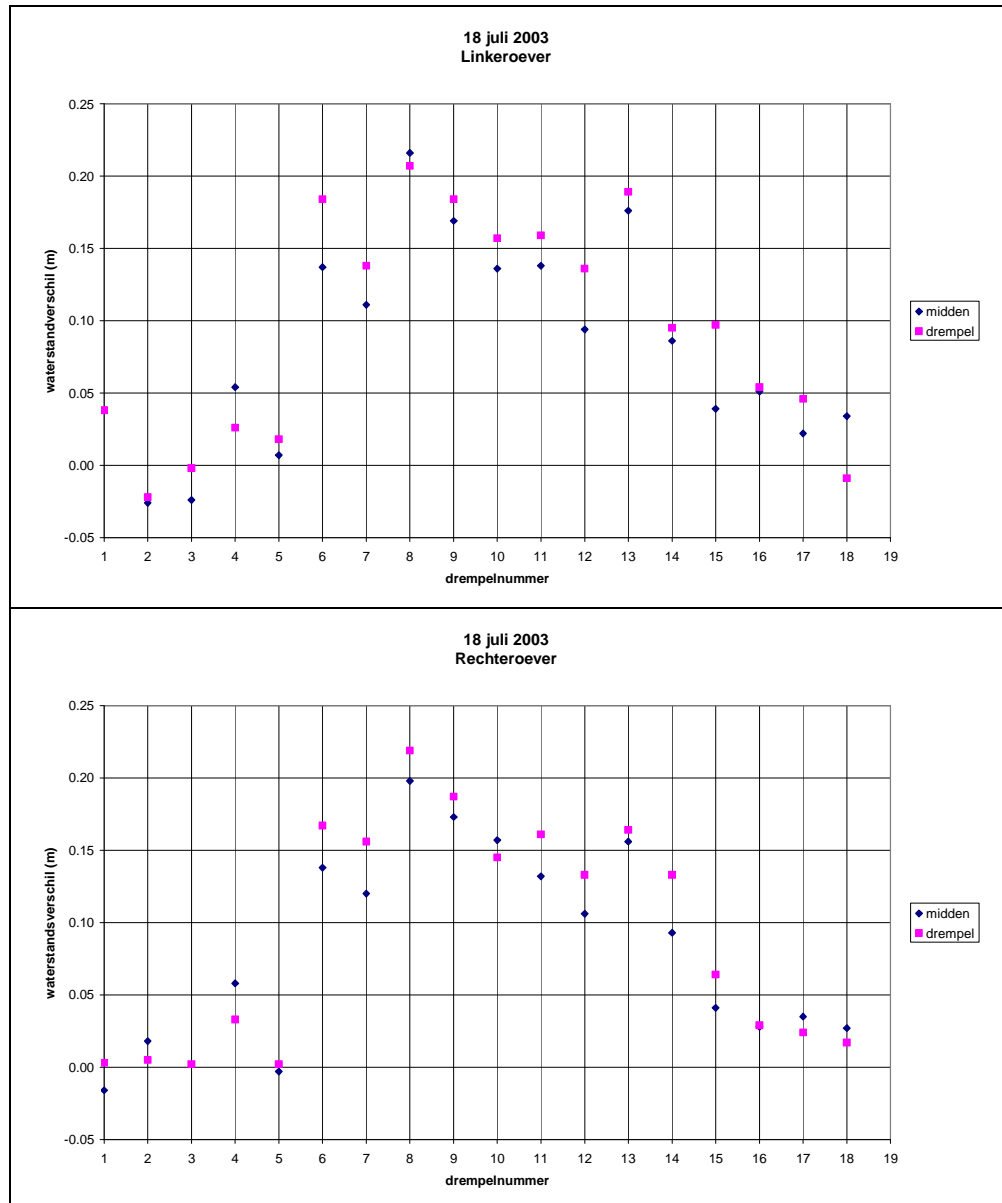 18 juli 2003
Linkeroever
0.25
0.20
0.15
0.10
0.05
0.00
-0.05
waterstandverschil (m)
1 2 3 4 5 6 7 8 9 10 11 12 13 14 15 16 17 18 19
drempelnummer
midden
drempel
18 juli 2003
Rechteroever
0.25
0.20
0.15
0.10
0.05
0.00
-0.05
waterstandsverschil (m)
1 2 3 4 5 6 7 8 9 10 11 12 13 14 15 16 17 18 19
drempelnummer
midden
drempel